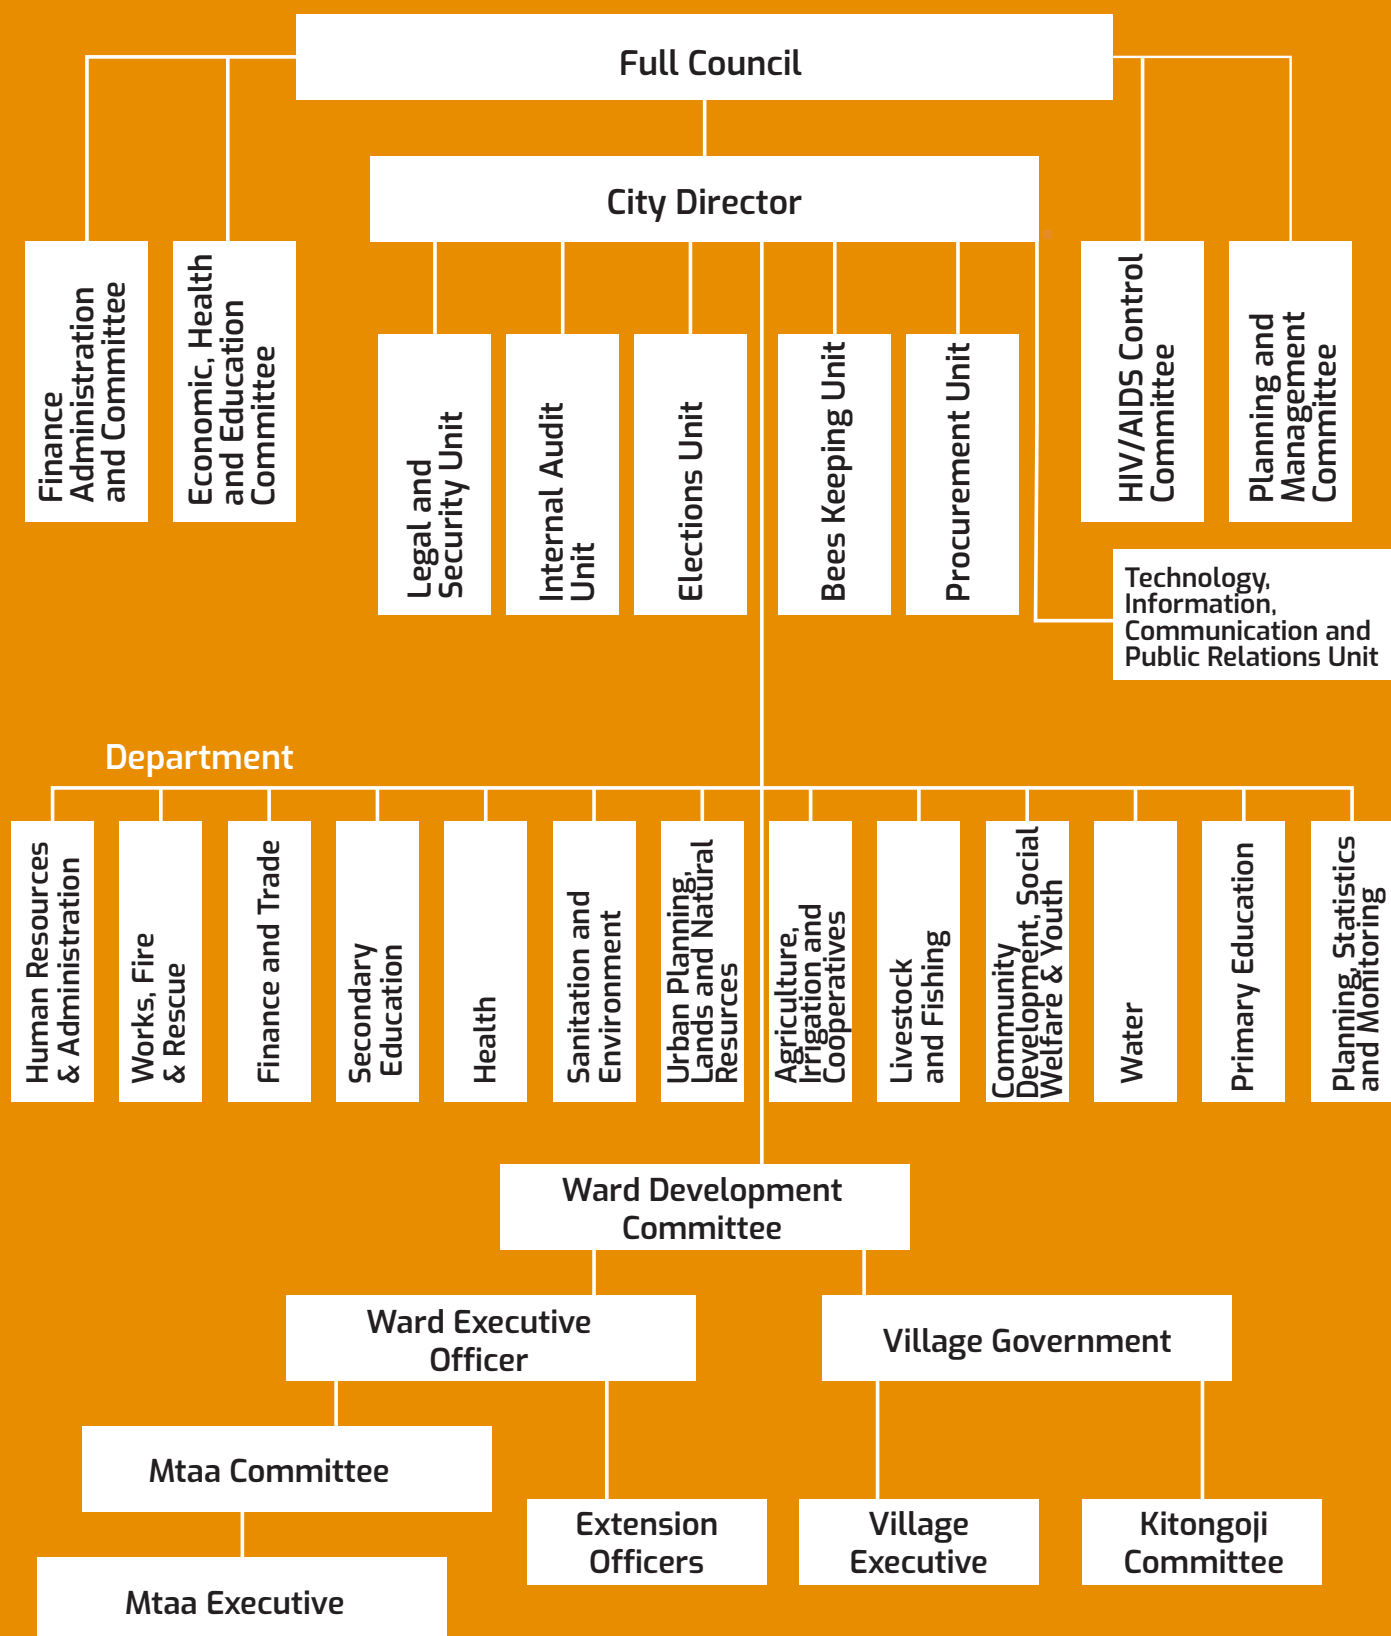 Full Council
City Director
Finance
Administration
and Committee
Economic, Health
and Education
Committee
Legal and
Security Unit
Internal Audit
Unit
Elections Unit
Bees Keeping Unit
Procurement Unit
HIV/AIDS Control
Committee
Planning and
Management
Committee
Technology,
Information,
Communication and
Public Relations Unit
Department
Human Resources
& Administration
Works, Fire
& Rescue
Finance and Trade
Secondary
Education
Health
Sanitation and
Environment
Urban Planning,
Lands and Natural
Resurces
Agriculture,
Irrigation and
Cooperatives
Livestock
and Fishing
Community
Development, Social
Welfare & Youth
Water
Primary Education
Planning, Statistics
and Monitoring
Ward Development
Committee
Ward Executive
Officer
Village Government
Mtaa Committee
Extension
Officers
Village
Executive
Kitongoji
Committee
Mtaa Executive